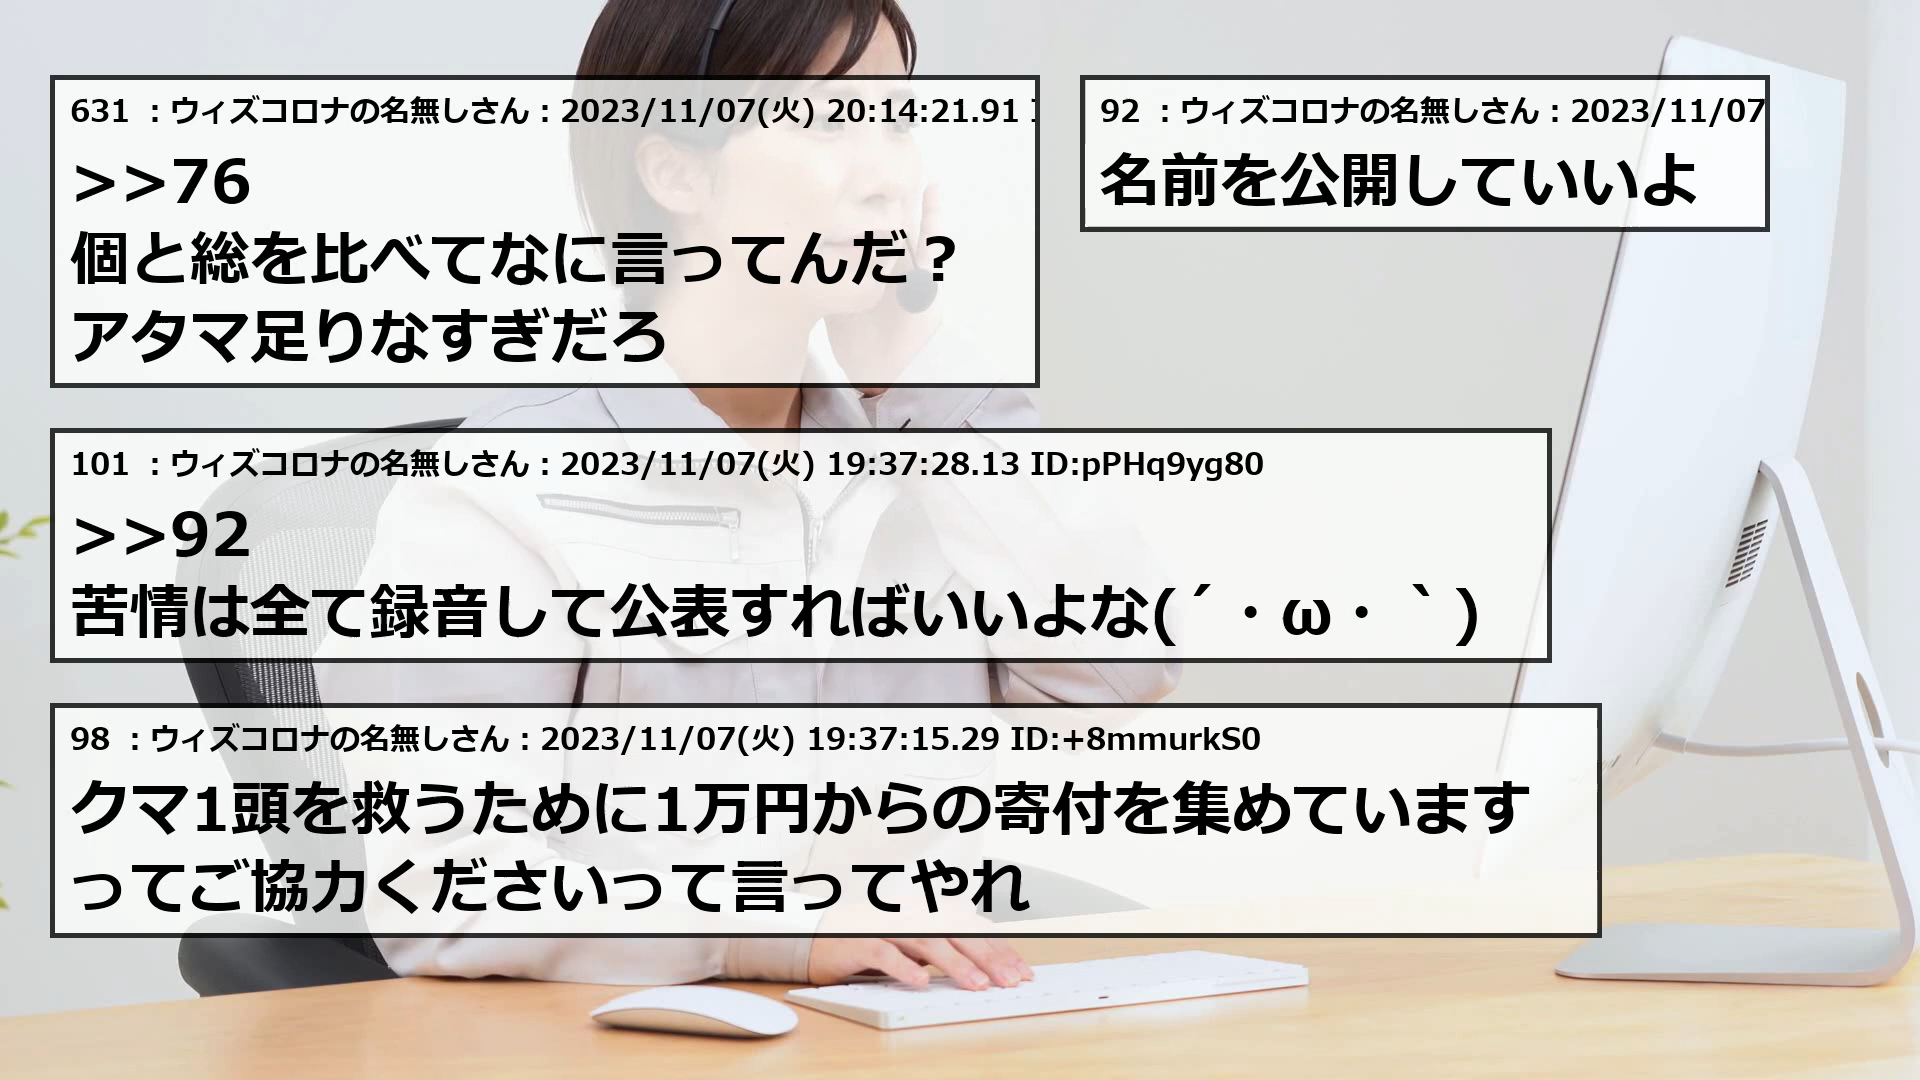 631 ：ウィズコロナの名無しさん：2023/11/07(火) 20:14:21.91
>>76
個と総を比べてなに言ってんだ？
アタマ足りなすぎだろ
92 ：ウィズコロナの名無しさん：2023/11/07
名前を公開していいよ
101 ：ウィズコロナの名無しさん：2023/11/07(火) 19:37:28.13 ID:pPHq9yg80
>>92
苦情は全て録音して公表すればいいよな(´・ω・｀)
98 ：ウィズコロナの名無しさん：2023/11/07(火) 19:37:15.29 ID:+8mmurkS0
クマ1頭を救うために1万円からの寄付を集めています
ってご協力くださいって言ってやれ